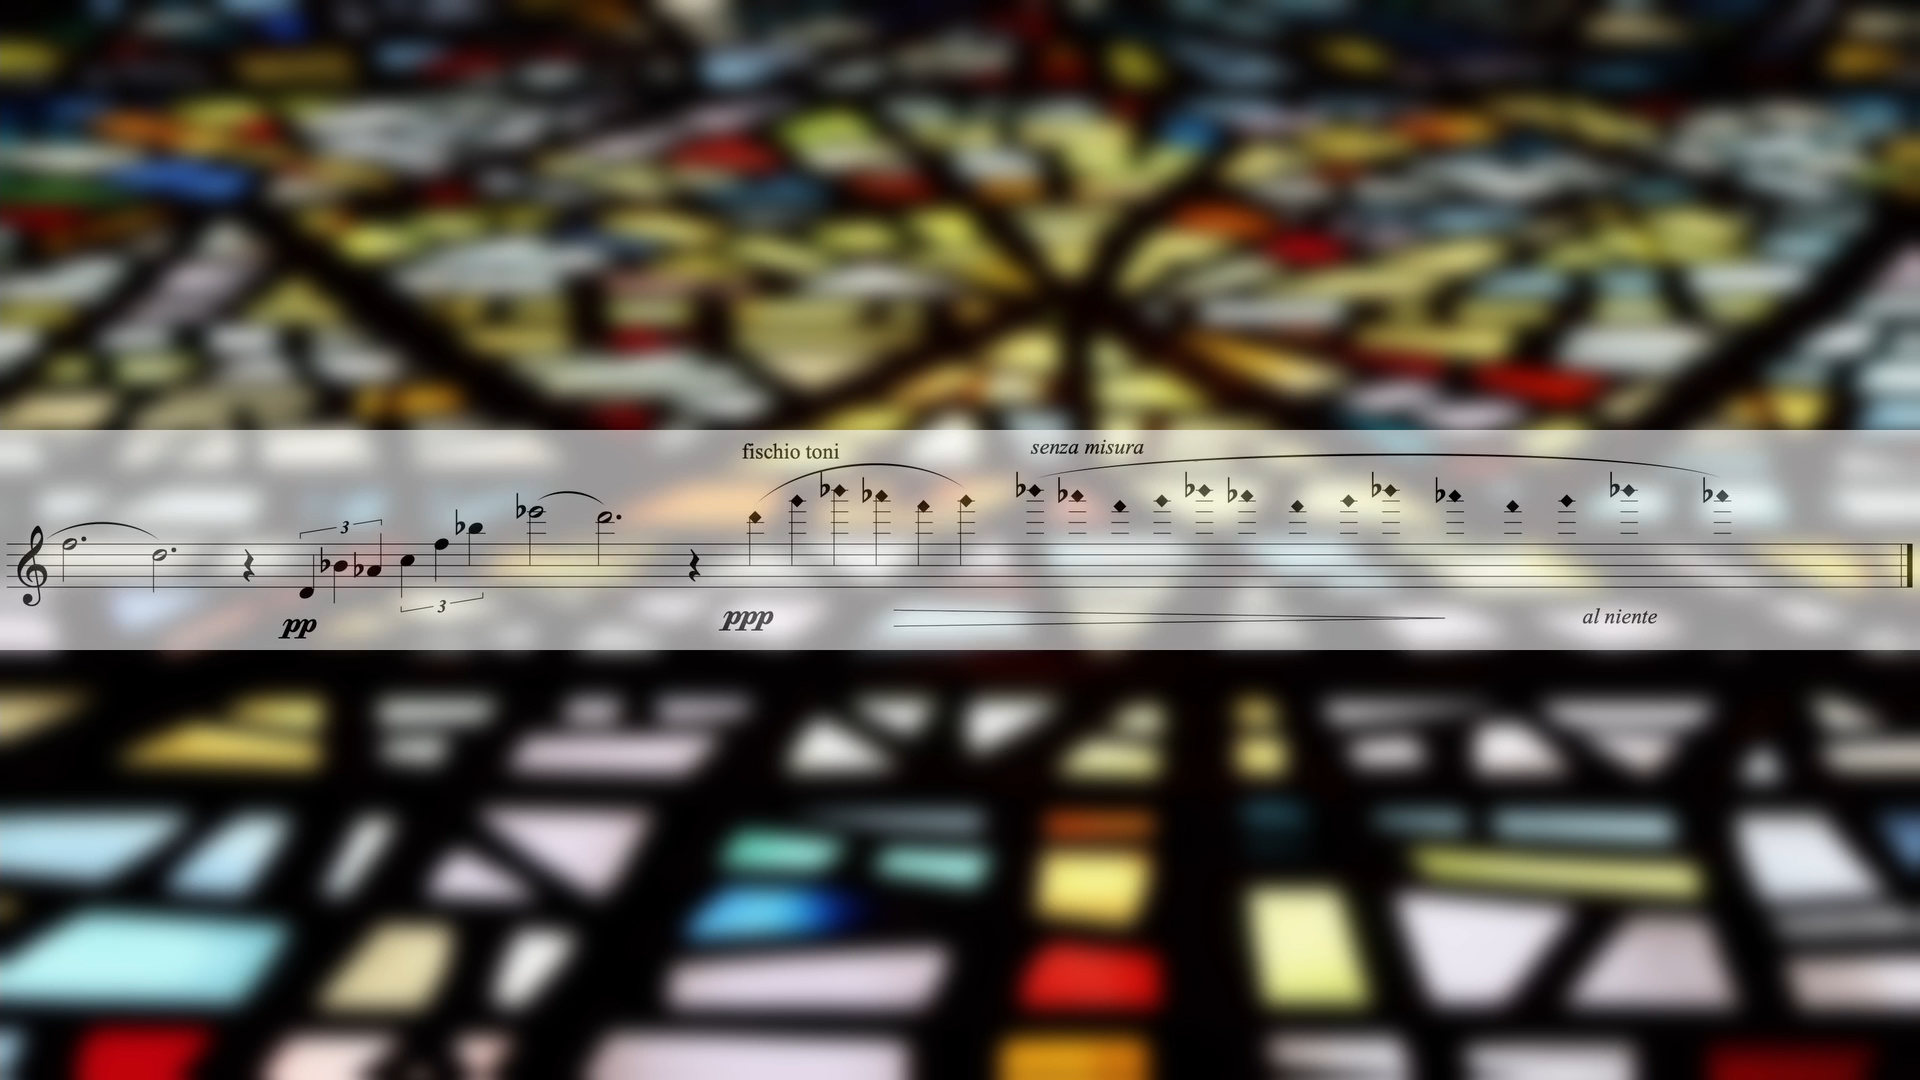 fischio toni
senza misura
3
3
pp
ppp
al niente